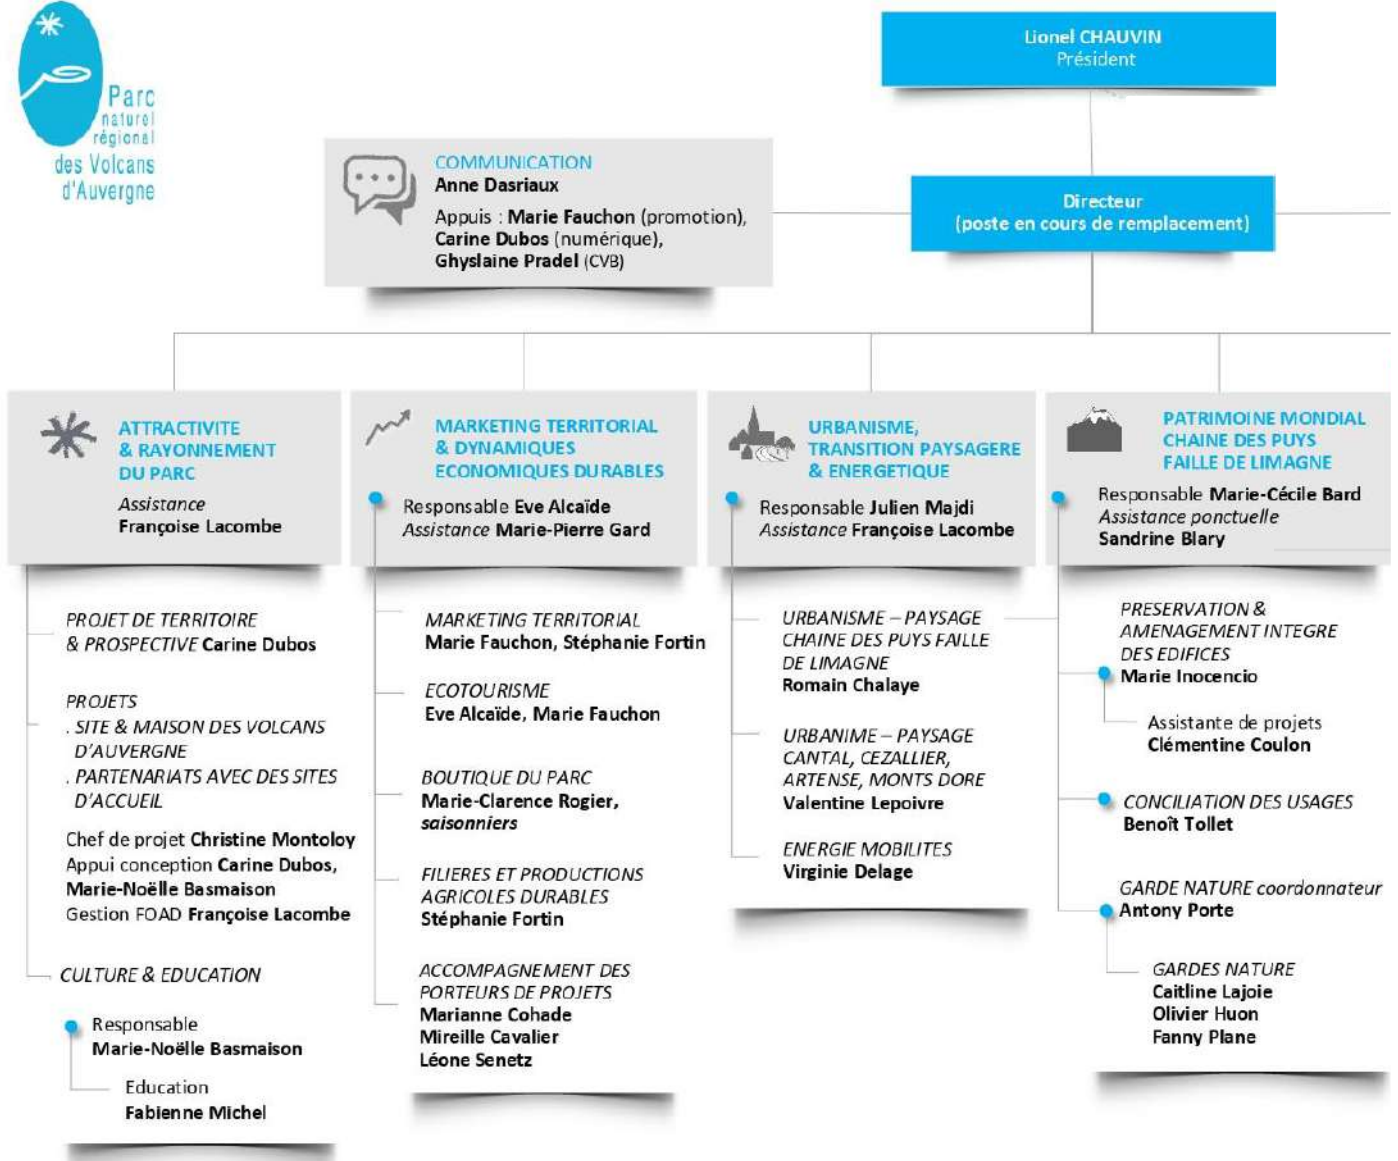 Parc
naturel
régional
des Volcans
d'Auvergne
Lionel CHAUVIN
Président
COMMUNICATION
Anne Dasriaux
Appuis : Marie Fauchon (promotion),
Carine Dubos (numérique),
Ghyslaine Pradel (CVB)
Directeur
(poste en cours de remplacement)
ATTRACTIVITE
& RAYONNEMENT
DU PARC
Assistance
Françoise Lacombe
PROJET DE TERRITOIRE
& PROSPECTIVE Carine Dubos
PROJETS
. SITE & MAISON DES VOLCANS
D'AUVERGNE
. PARTENARIATS AVEC DES SITES
D'ACCUEIL
Chef de projet Christine Montoloy
Appui conception Carine Dubos,
Marie-Noëlle Basmaison
Gestion FOAD Françoise Lacombe
CULTURE & EDUCATION
Responsable
Marie-Noëlle Basmaison
Education
Fabienne Michel
MARKETING TERRITORIAL
& DYNAMIQUES
ECONOMIQUES DURABLES
Responsable Eve Alcaïde
Assistance Marie-Pierre Gard
MARKETING TERRITORIAL
Marie Fauchon, Stéphanie Fortin
ECOTOURISME
Eve Alcaïde, Marie Fauchon
BOUTIQUE DU PARC
Marie-Clarence Rogier,
saisonniers
FILIERES ET PRODUCTIONS
AGRICOLES DURABLES
Stéphanie Fortin
ACCOMPAGNEMENT DES
PORTEURS DE PROJETS
Marianne Cohade
Mireille Cavalier
Léone Senetz
URBANISME,
TRANSITION PAYSAGERE
& ENERGETIQUE
Responsable Julien Majdi
Assistance Françoise Lacombe
URBANISME – PAYSAGE
CHAINE DES PUYS FAILLE
DE LIMAGNE
Romain Chalaye
URBANIME – PAYSAGE
CANTAL, CEZALLIER,
ARTENSE, MONTS DORE
Valentine Lepoivre
ENERGIE MOBILITES
Virginie Delage
PATRIMOINE MONDIAL
CHAINE DES PUYS
FAILLE DE LIMAGNE
Responsable Marie-Cécile Bard
Assistance ponctuelle
Sandrine Blary
PRESERVATION &
AMENAGEMENT INTEGRE
DES EDIFICES
Marie Inocencio
Assistante de projets
Clémentine Coulon
CONCILIATION DES USAGES
Benoît Tollet
GARDE NATURE coordonnateur
Antony Porte
GARDES NATURE
Caitline Lajoie
Olivier Huon
Fanny Plane